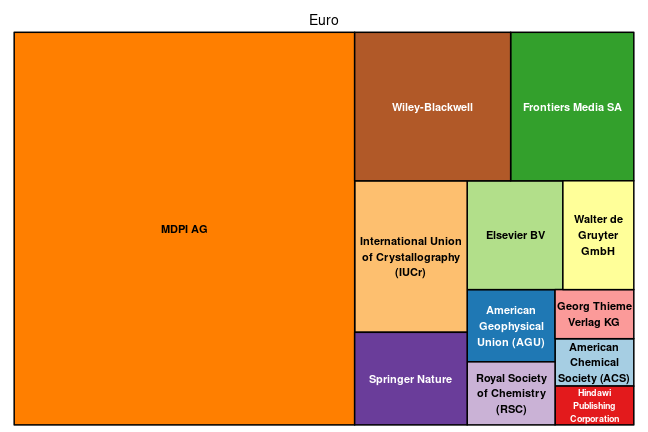 Euro
MDPI AG
Wiley-Blackwell
Frontiers Media SA
International Union
of Crystallography
(IUCr)
Elsevier BV
Walter de
Gruyter
GmbH
Springer Nature
American
Geophysical
Union (AGU)
Royal Society
of Chemistry
(RSC)
Georg Thieme
Verlag KG
American
Chemical
Society (ACS)
Hindawi
Publishing
Corporation